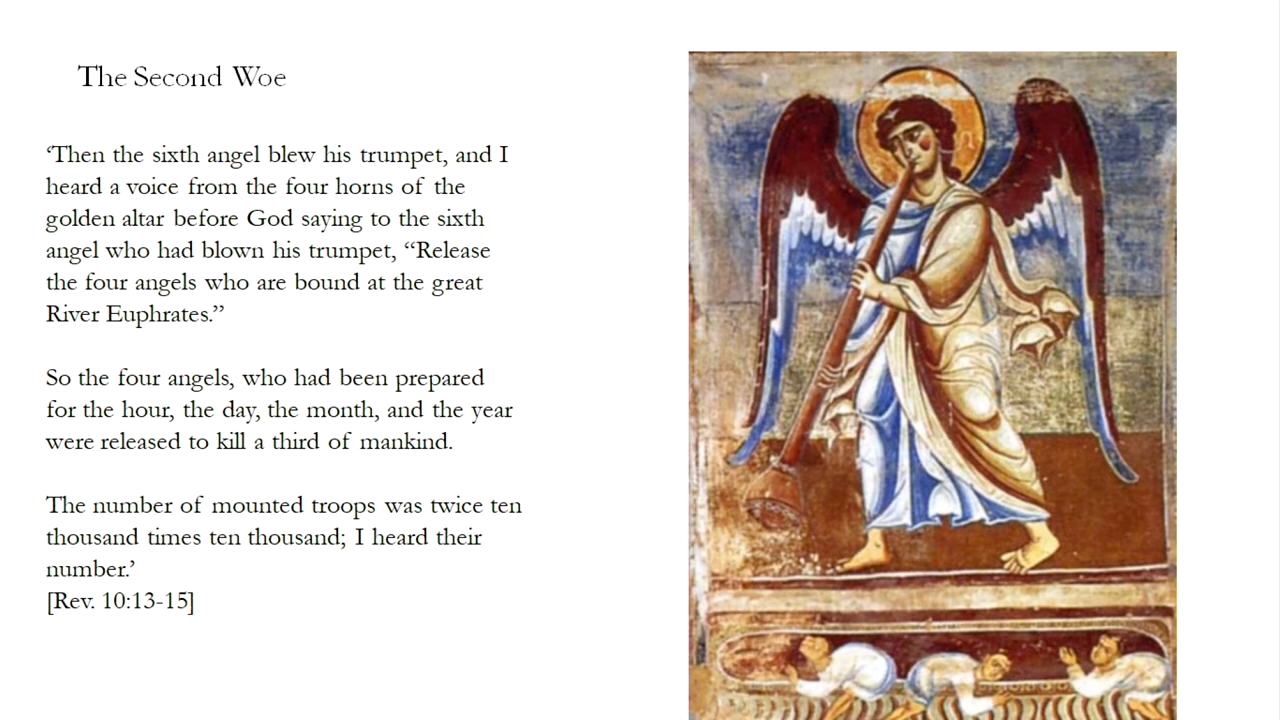 The Second Woe
‘Then the sixth angel blew his trumpet, and I
heard a voice from the four horns of the
golden altar before God saying to the sixth
angel who had blown his trumpet, “Release
the four angels who are bound at the great
River Euphrates.”
So the four angels, who had been prepared
for the hour, the day, the month, and the year
were released to kill a third of mankind.
The number of mounted troops was twice ten
thousand times ten thousand; I heard their
number.’
[Rev. 10:13-15]